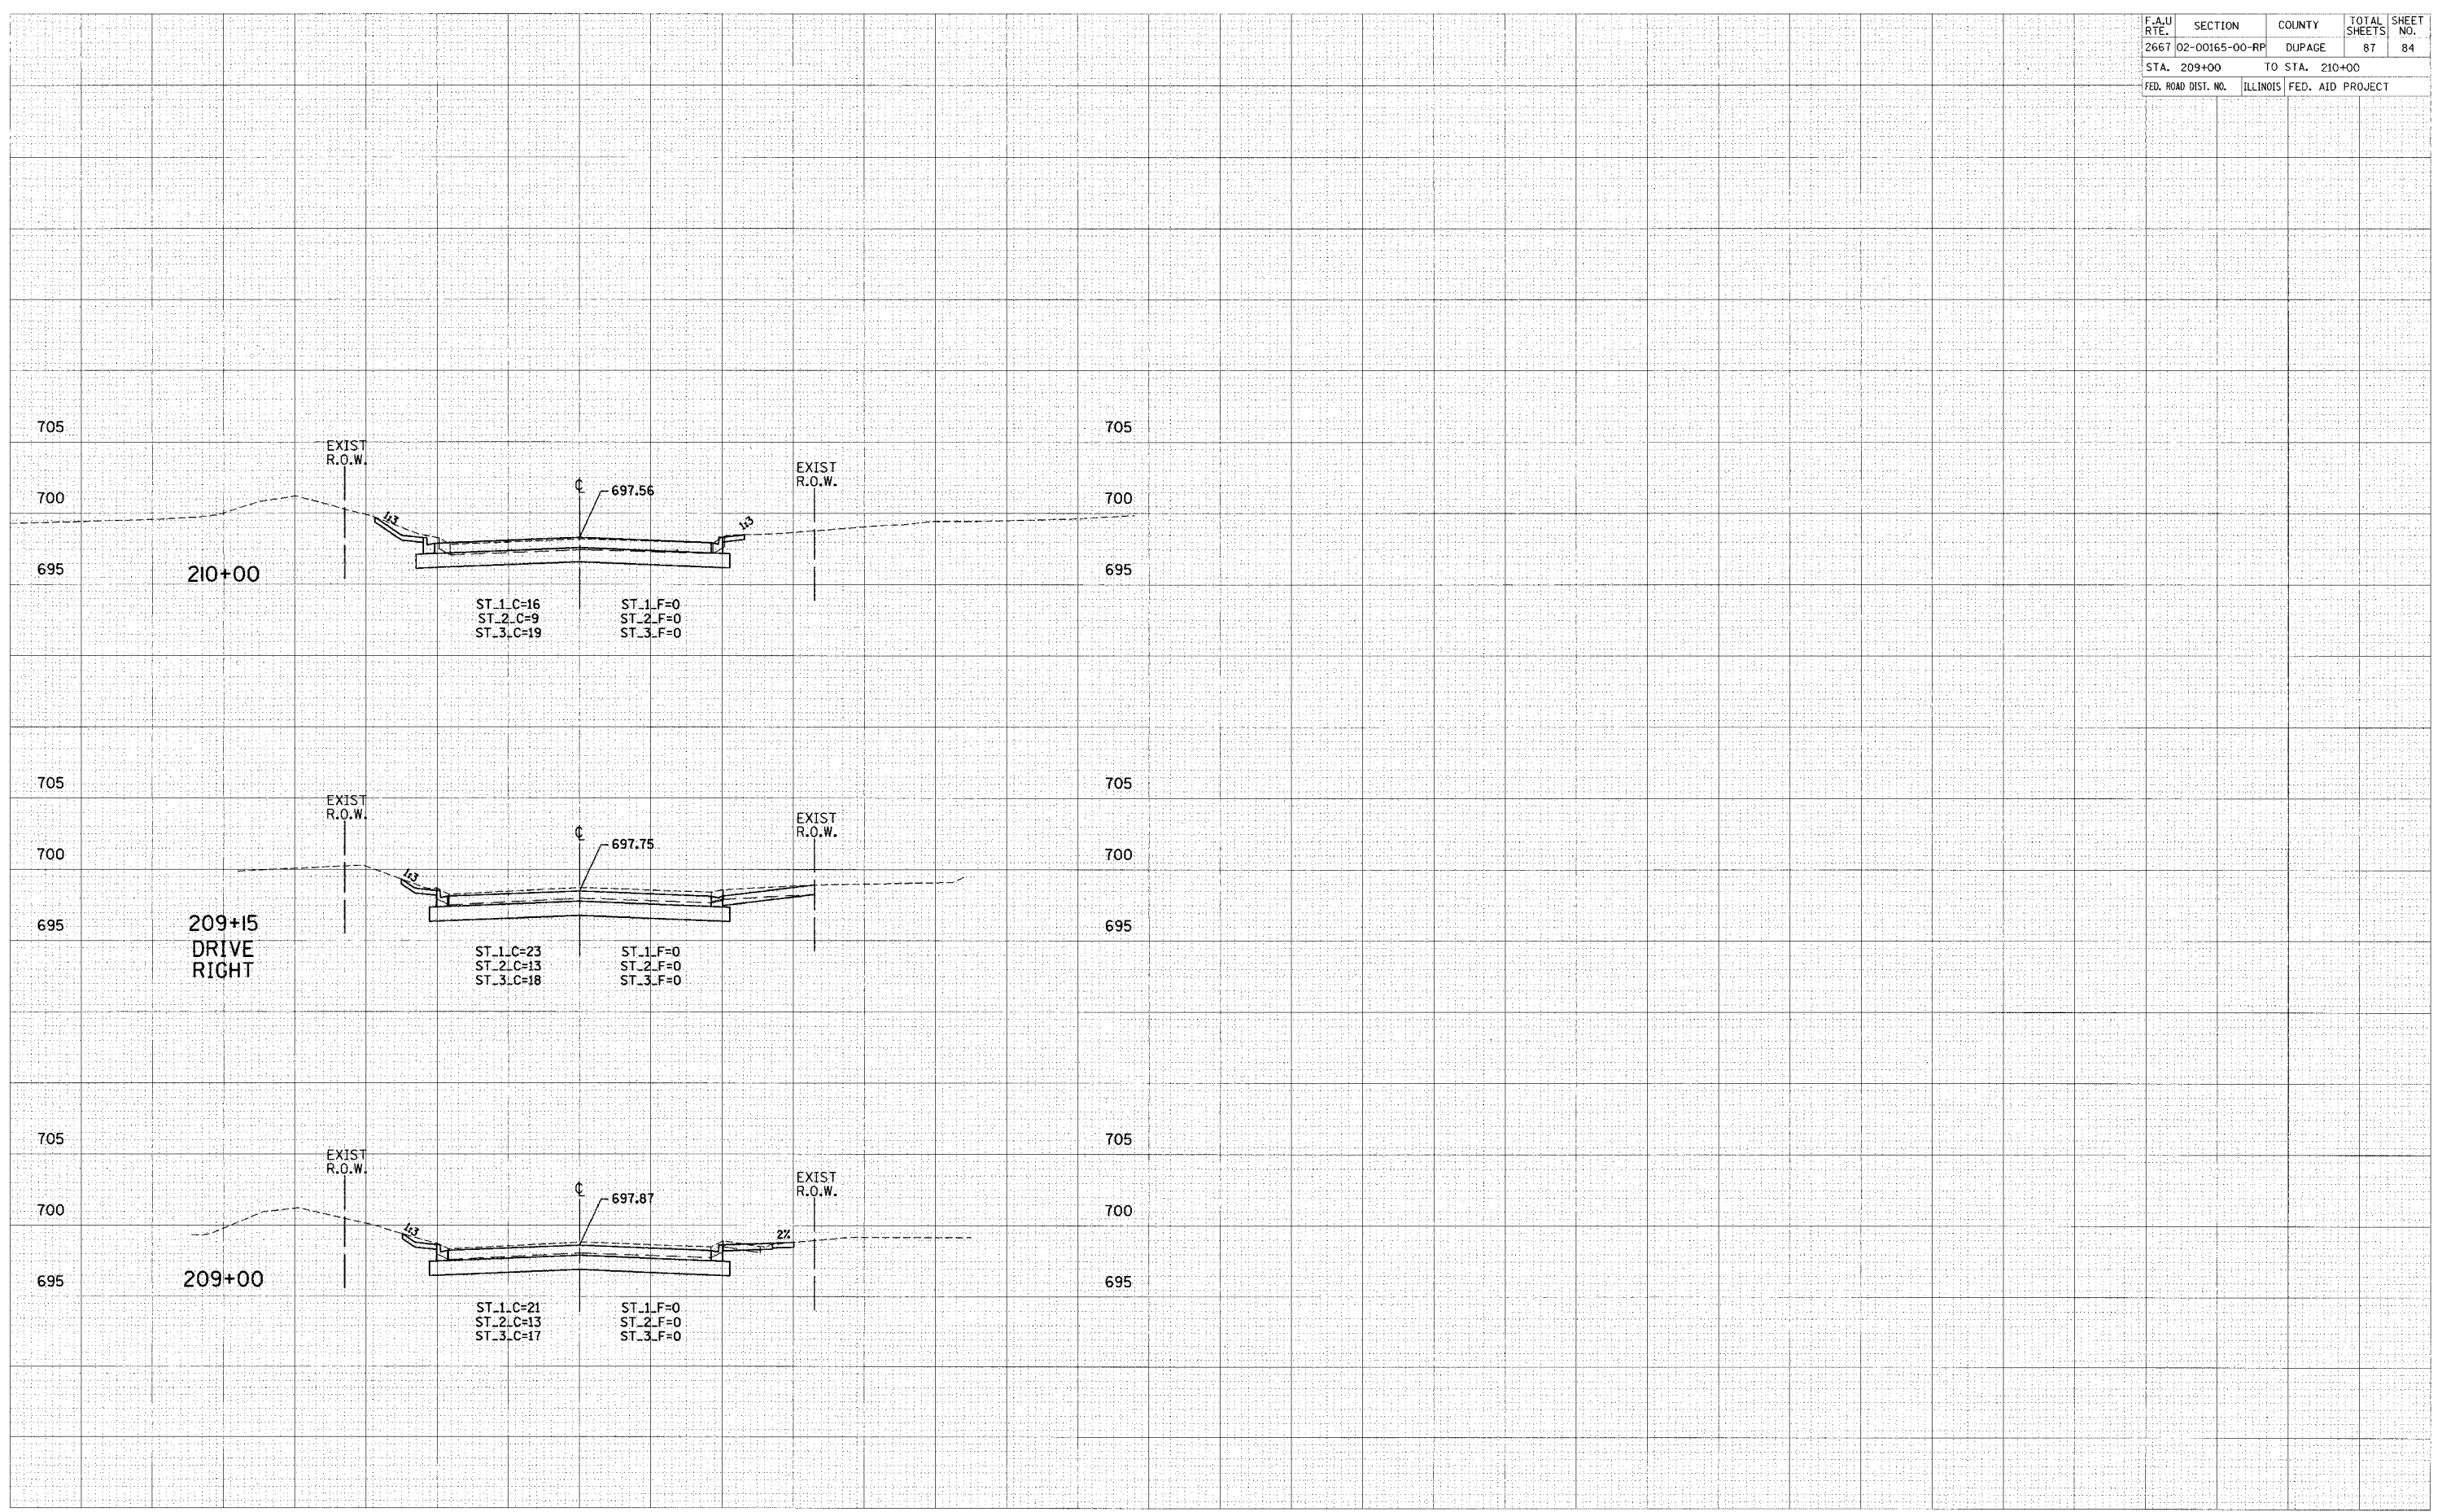 F.A.U RTE. SECTION COUNTY TOTAL SHEETS SHEET NO.
2667 02-00165-00-RP DUPAGE 87 84
STA. 209+00 TO STA. 210+00
FED. ROAD DIST. NO. ILLINOIS FED. AID PROJECT
705 705
EXIST
R.O.W.
EXIST
R.O.W.
700 ℄ 697.56 700
1:3 1:3
695 210+00 695
ST_1_C=16 ST_1_F=0
ST_2_C=9 ST_2_F=0
ST_3_C=19 ST_3_F=0
705 705
EXIST
R.O.W.
EXIST
R.O.W.
℄ 697.75
700 700
1:3
695 209+15 695
DRIVE
RIGHT
ST_1_C=23 ST_1_F=0
ST_2_C=13 ST_2_F=0
ST_3_C=18 ST_3_F=0
705 705
EXIST
R.O.W.
EXIST
R.O.W.
℄ 697.87
700 700
1:3 2%
695 209+00 695
ST_1_C=21 ST_1_F=0
ST_2_C=13 ST_2_F=0
ST_3_C=17 ST_3_F=0